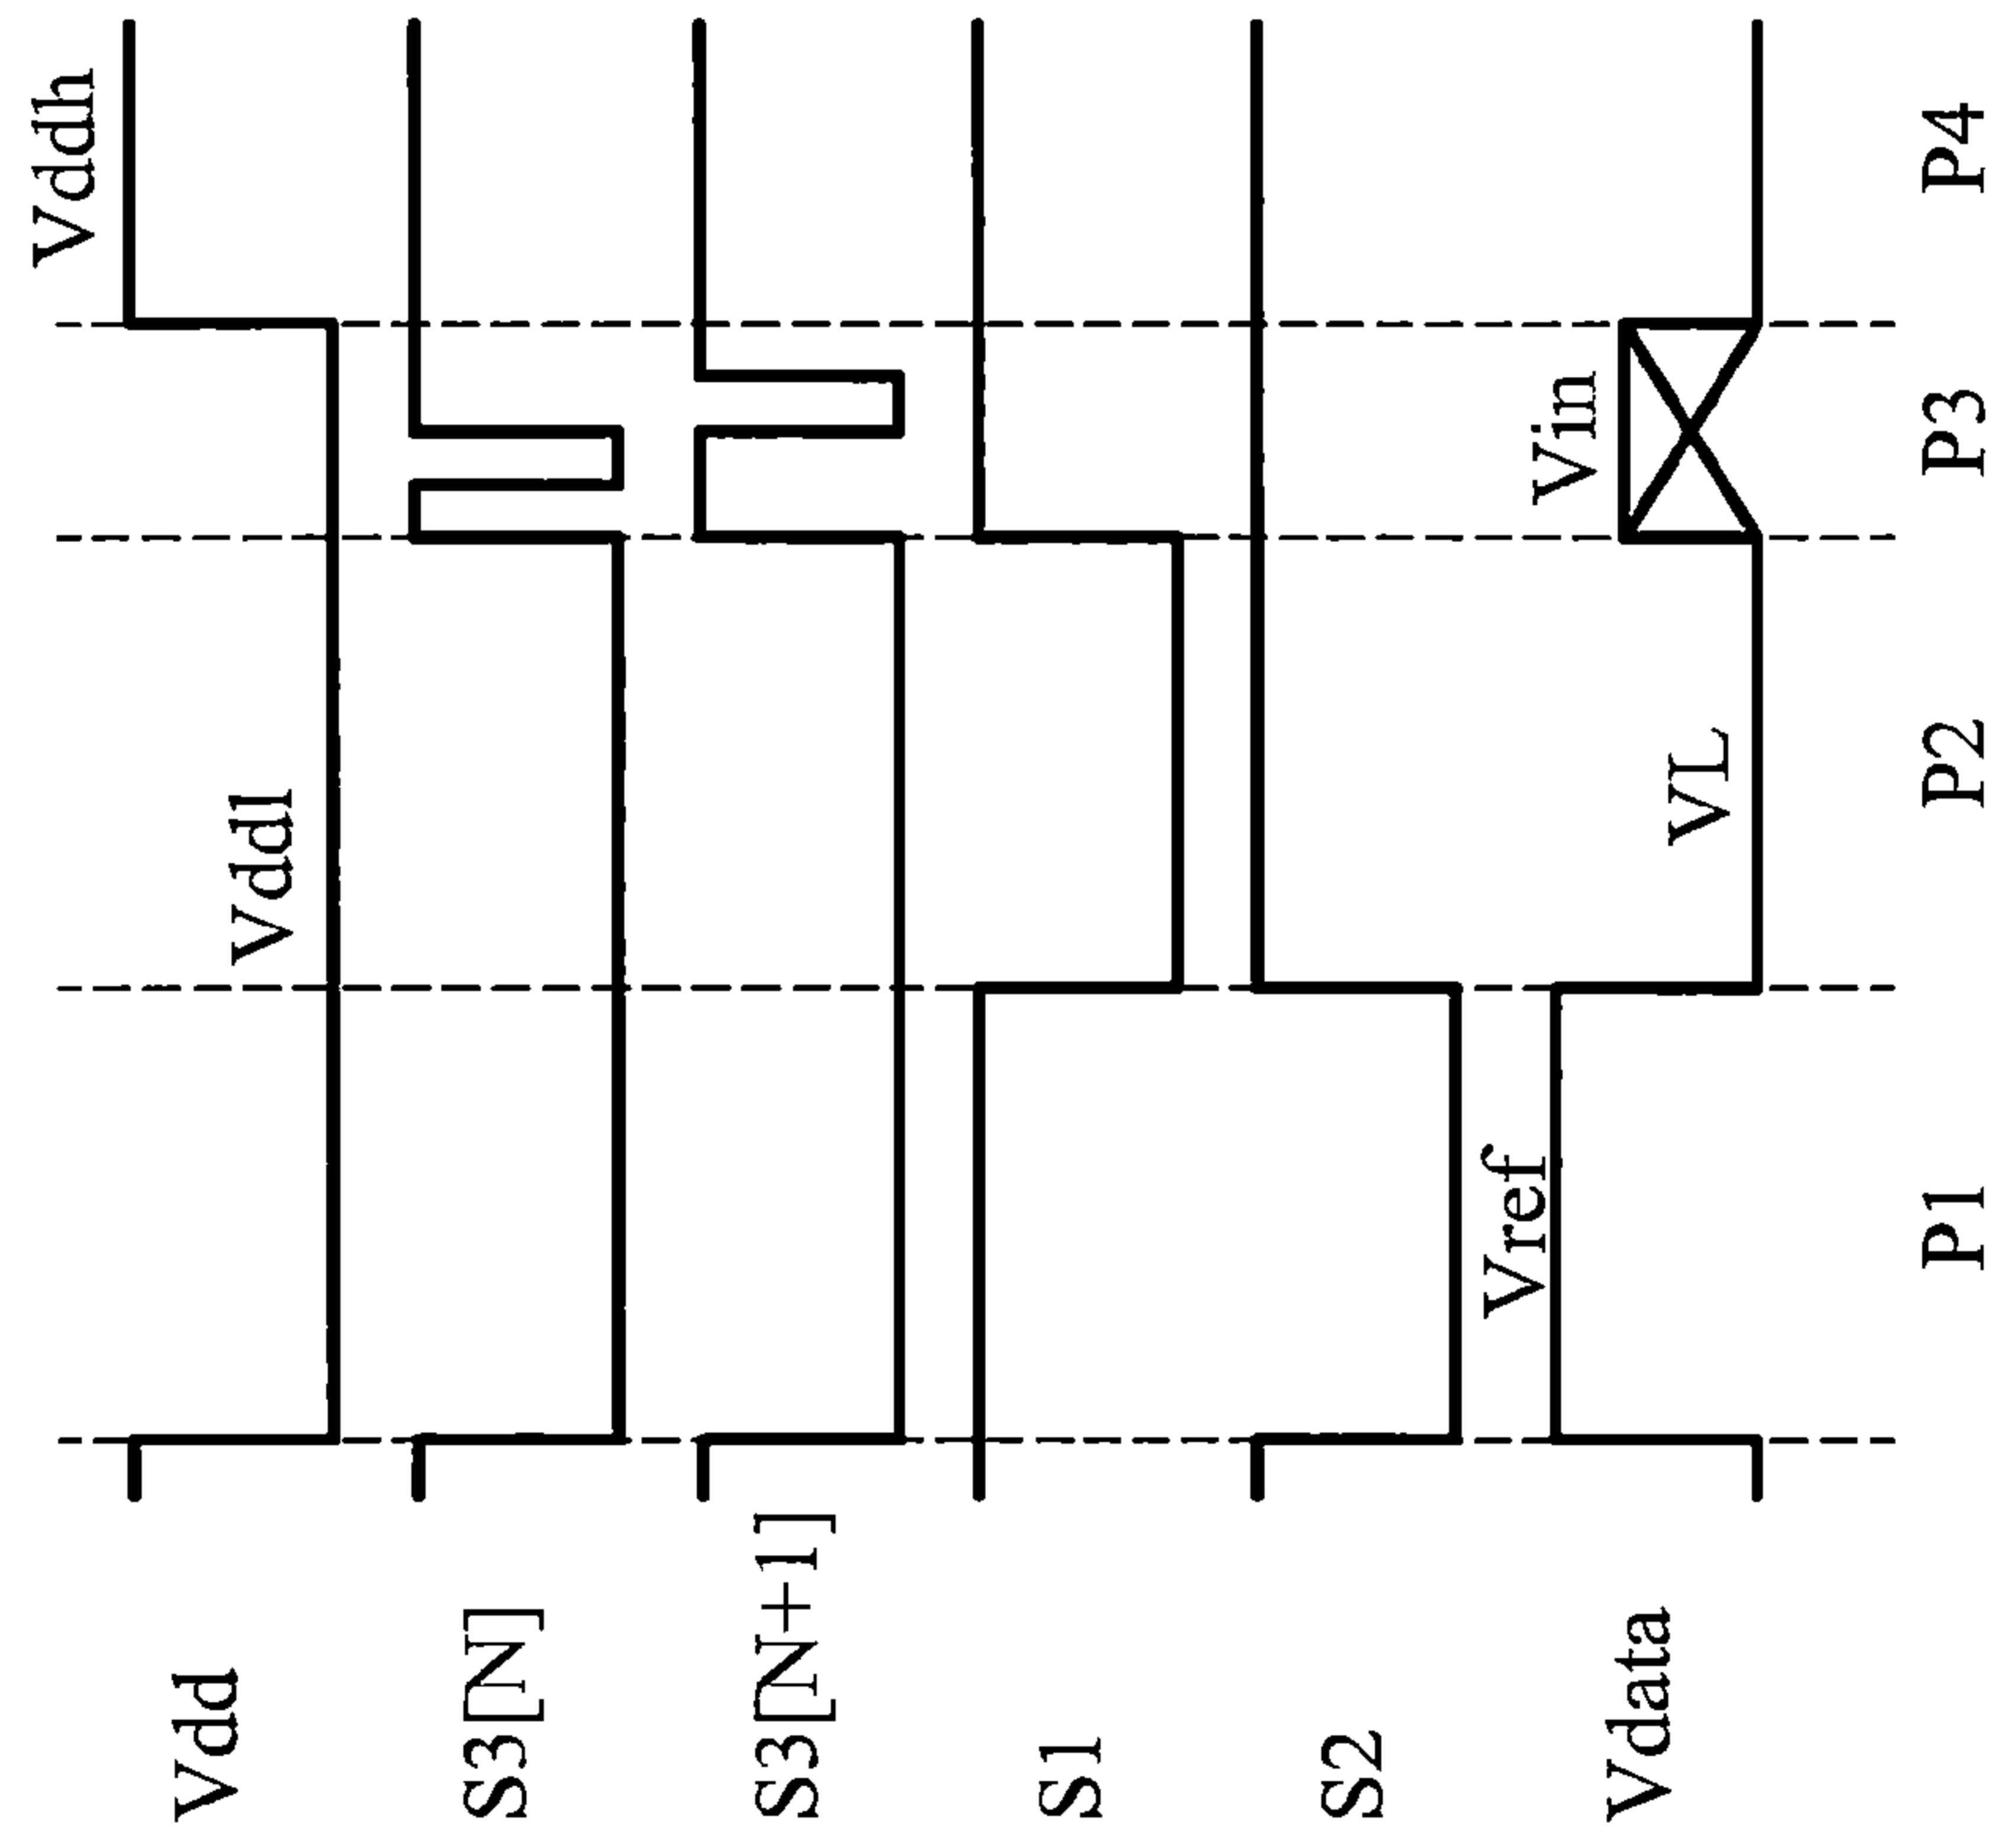 Vddh
Vdd
Vddl
S3[N]
S3[N+1]
S1
S2
Vref
Vin
Vdata
VL
P1
P2
P3
P4